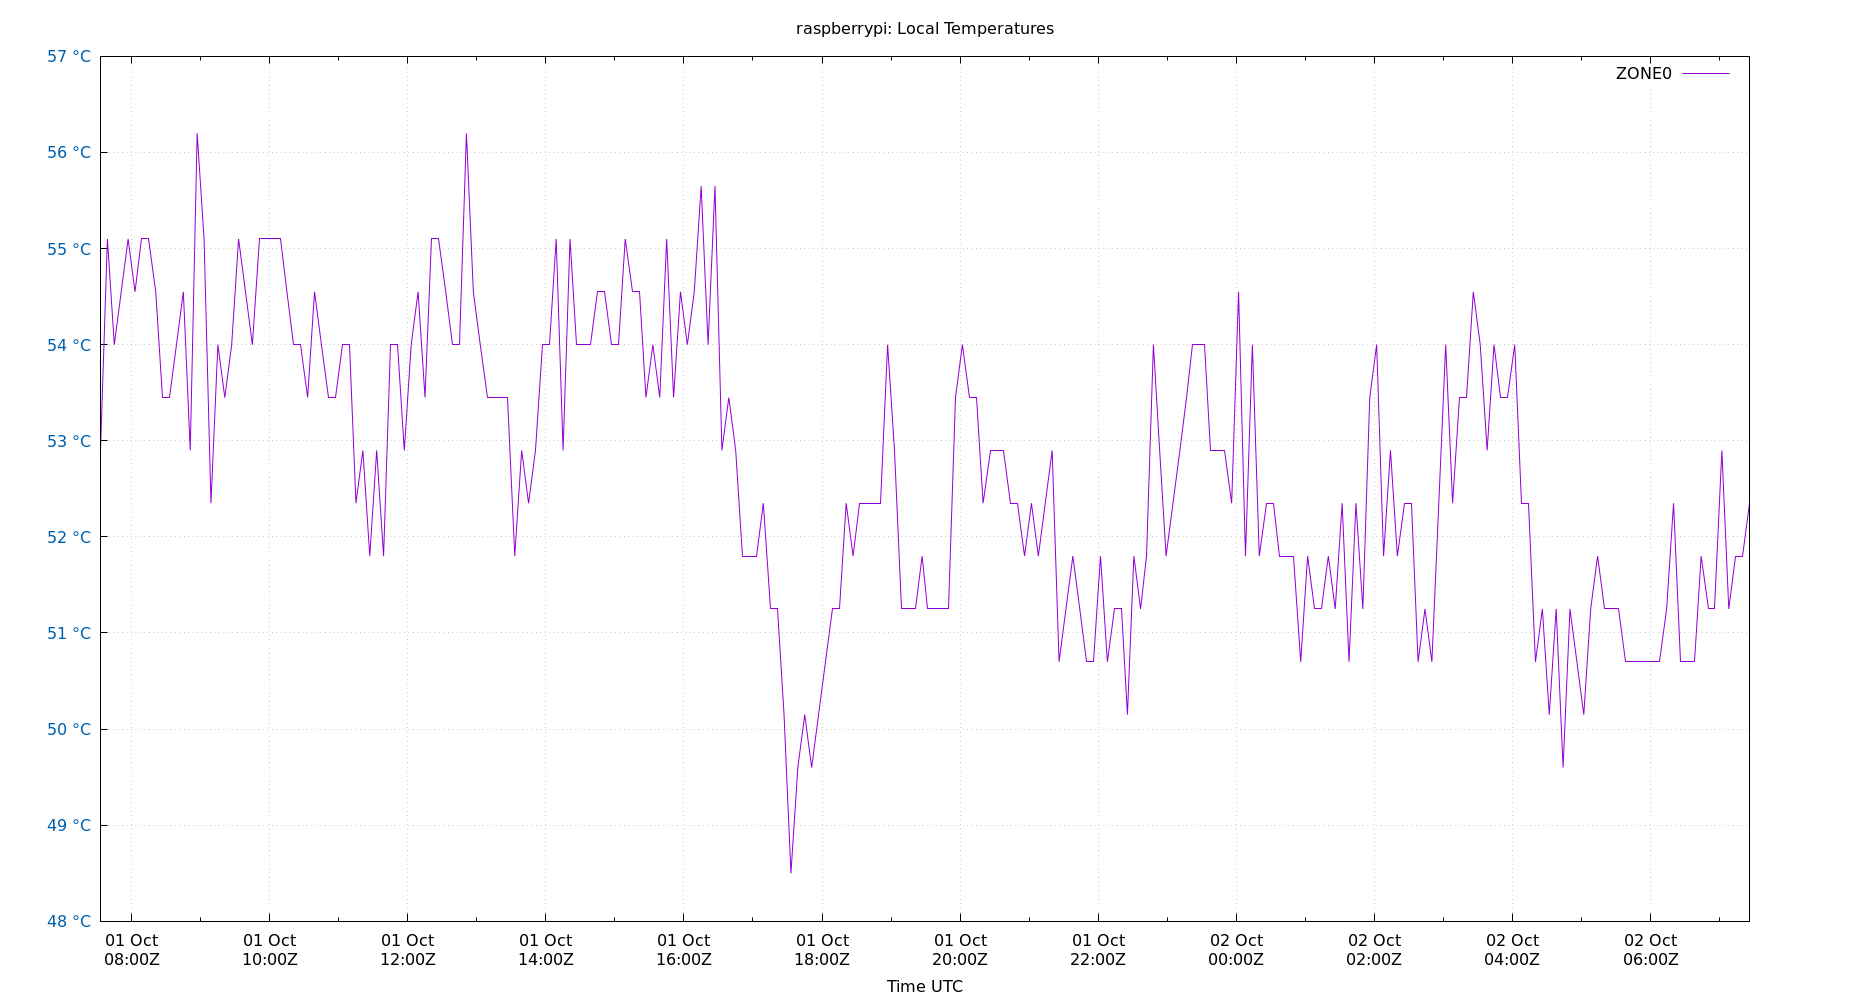 raspberrypi: Local Temperatures
57 °C
ZONE0
56 °C
55 °C
54 °C
53 °C
52 °C
51 °C
50 °C
49 °C
48 °C
01 Oct 01 Oct 01 Oct 01 Oct 01 Oct 01 Oct 01 Oct 01 Oct 02 Oct 02 Oct 02 Oct 02 Oct
08:00Z 10:00Z 12:00Z 14:00Z 16:00Z 18:00Z 20:00Z 22:00Z 00:00Z 02:00Z 04:00Z 06:00Z
Time UTC